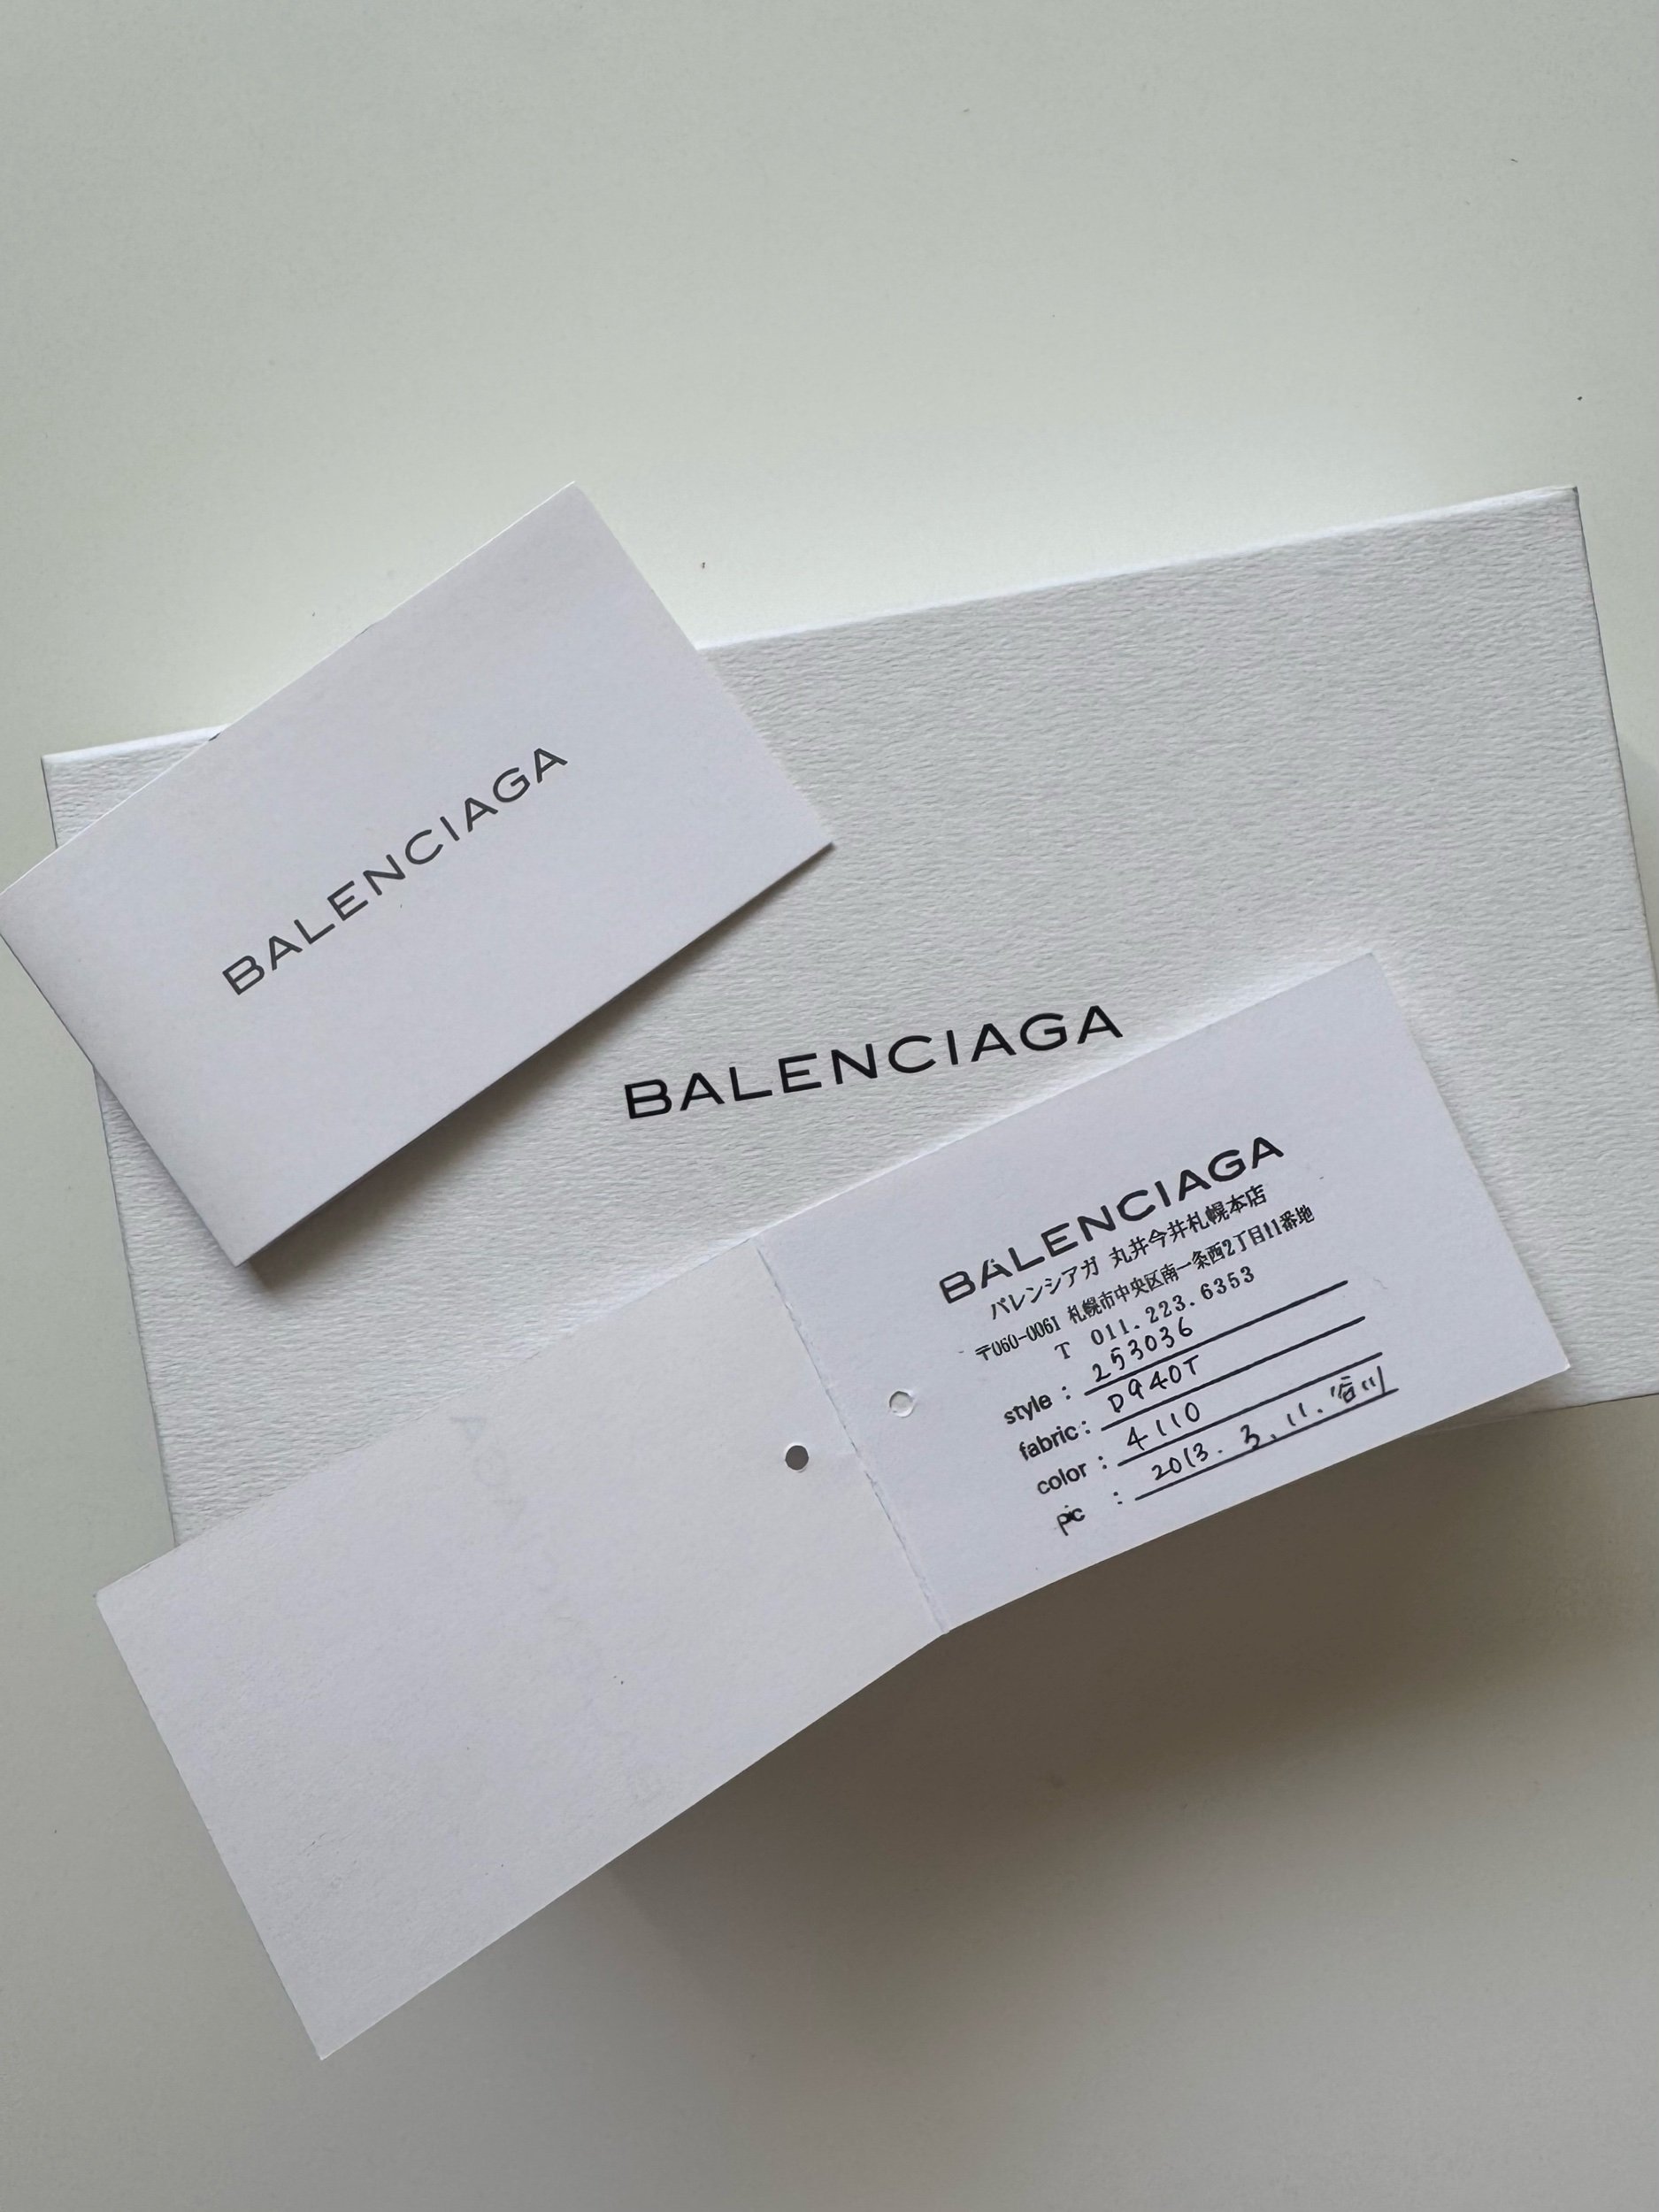 BALENCIAGA
BALENCIAGA
BALENCIAGA
バレンシアガ 丸井今井札幌本店
〒060-0061 札幌市中央区南一条西2丁目11番地
T 011.223.6353
style : 253036
fabric : D940T
color : 4110
pic : 2013. 3. 11. 谷川